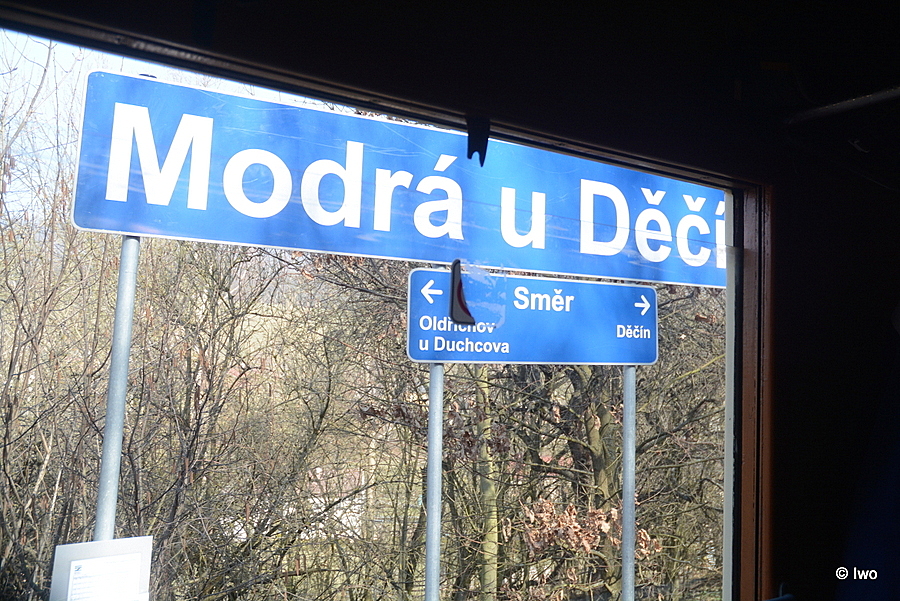 Modrá u Děčí
← Směr →
Oldřichov
u Duchcova
Děčín
© Iwo